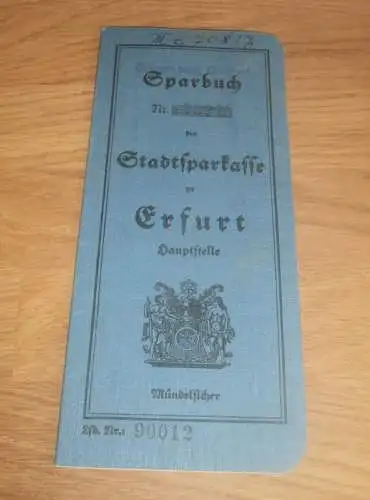 Sparbuch
Nr.
der
Stadtsparkasse
zu
Erfurt
Hauptstelle
Mündelsicher
Lfd. Nr.: 90012